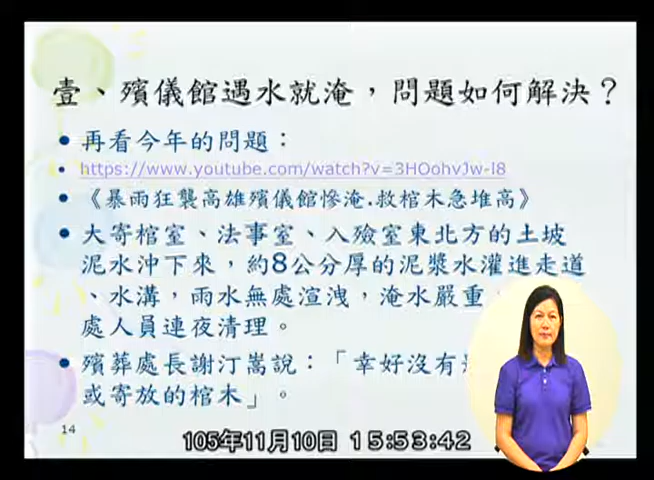 壹、殯儀館遇水就淹，問題如何解決？
再看今年的問題：
https://www.youtube.com/watch?v=3HOohvJw-I8
《暴雨狂襲高雄殯儀館慘淹.救棺木急堆高》
大寄棺室、法事室、入殮室東北方的土坡
泥水沖下來，約8公分厚的泥漿水灌進走道
、水溝，雨水無處渲洩，淹水嚴重
處人員連夜清理。
殯葬處長謝汀嵩說：「幸好沒有
或寄放的棺木」。
14
105年11月10日 15:53:42